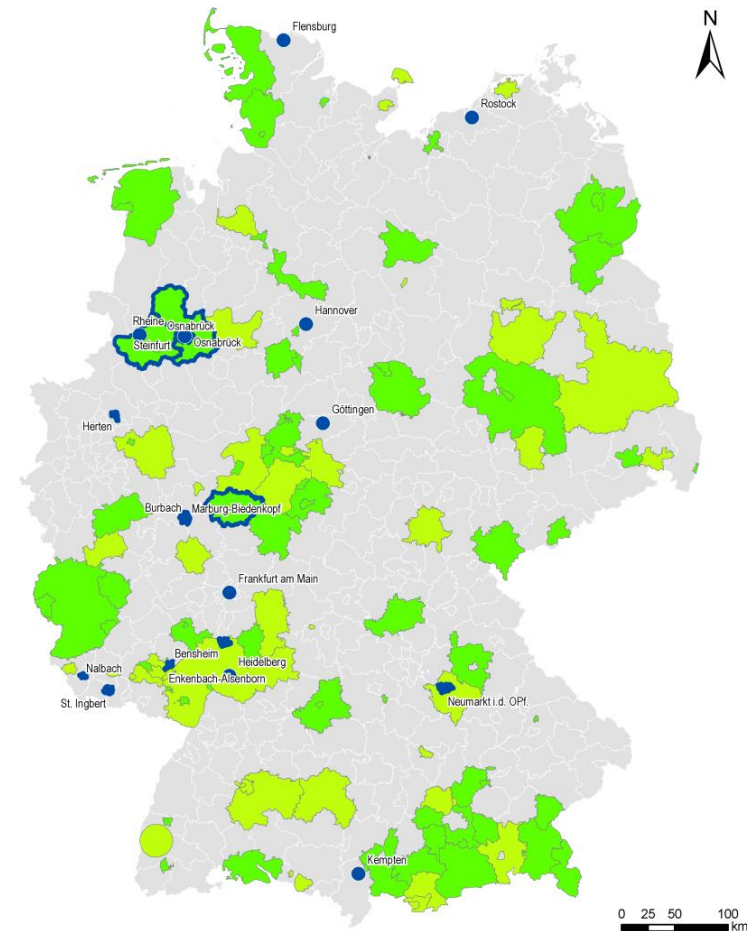 N
Flensburg
Rostock
Hannover
Rheine
Osnabrück
Steinfurt
Osnabrück
Göttingen
Herten
Burbach
Marburg-Biedenkopf
Frankfurt am Main
Bensheim
Heidelberg
Nalbach
Enkenbach-Alsenborn
St. Ingbert
Neumarkt i.d. OPf.
Kempten
0 25 50 100
km